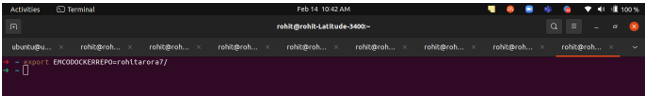 Activities Terminal Feb 14 10:42 AM 100 %
rohit@rohit-Latitude-3400:~
ubuntu@u... × rohit@roh... × rohit@roh... × rohit@roh... × rohit@roh... × rohit@roh... × rohit@roh... × rohit@roh... × rohit@roh... ×
→ ~ export EMCODOCKERREPO=rohitarora7/
→ ~